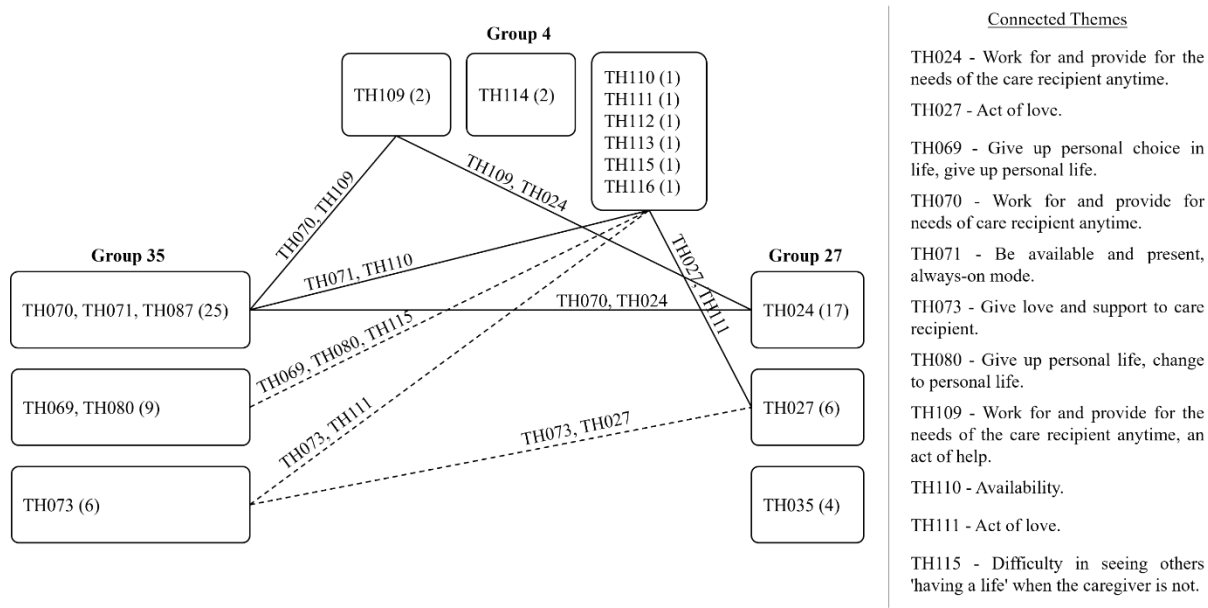 Group 4
TH109 (2)
TH114 (2)
TH110 (1)
TH111 (1)
TH112 (1)
TH113 (1)
TH115 (1)
TH116 (1)
TH070, TH109
TH109, TH024
Group 35
Group 27
TH071, TH110
TH027, TH111
TH070, TH071, TH087 (25)
TH070, TH024
TH024 (17)
TH069, TH080, TH115
TH069, TH080 (9)
TH073, TH111
TH073, TH027
TH027 (6)
TH073 (6)
TH035 (4)
Connected Themes
TH024 - Work for and provide for the
needs of the care recipient anytime.
TH027 - Act of love.
TH069 - Give up personal choice in
life, give up personal life.
TH070 - Work for and provide for
needs of care recipient anytime.
TH071 - Be available and present,
always-on mode.
TH073 - Give love and support to care
recipient.
TH080 - Give up personal life, change
to personal life.
TH109 - Work for and provide for the
needs of the care recipient anytime, an
act of help.
TH110 - Availability.
TH111 - Act of love.
TH115 - Difficulty in seeing others
'having a life' when the caregiver is not.